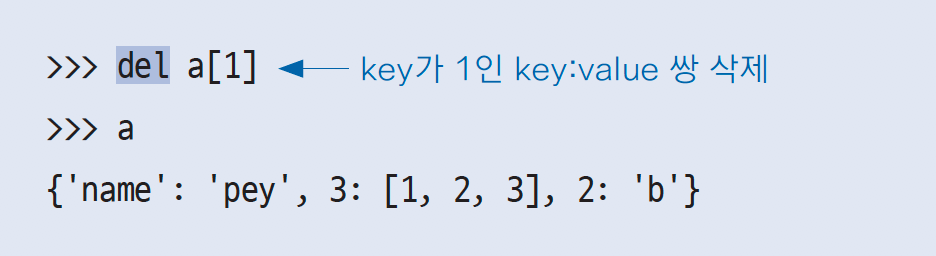 >>> del a[1] key가 1인 key:value 쌍 삭제
>>> a
{'name': 'pey', 3: [1, 2, 3], 2: 'b'}